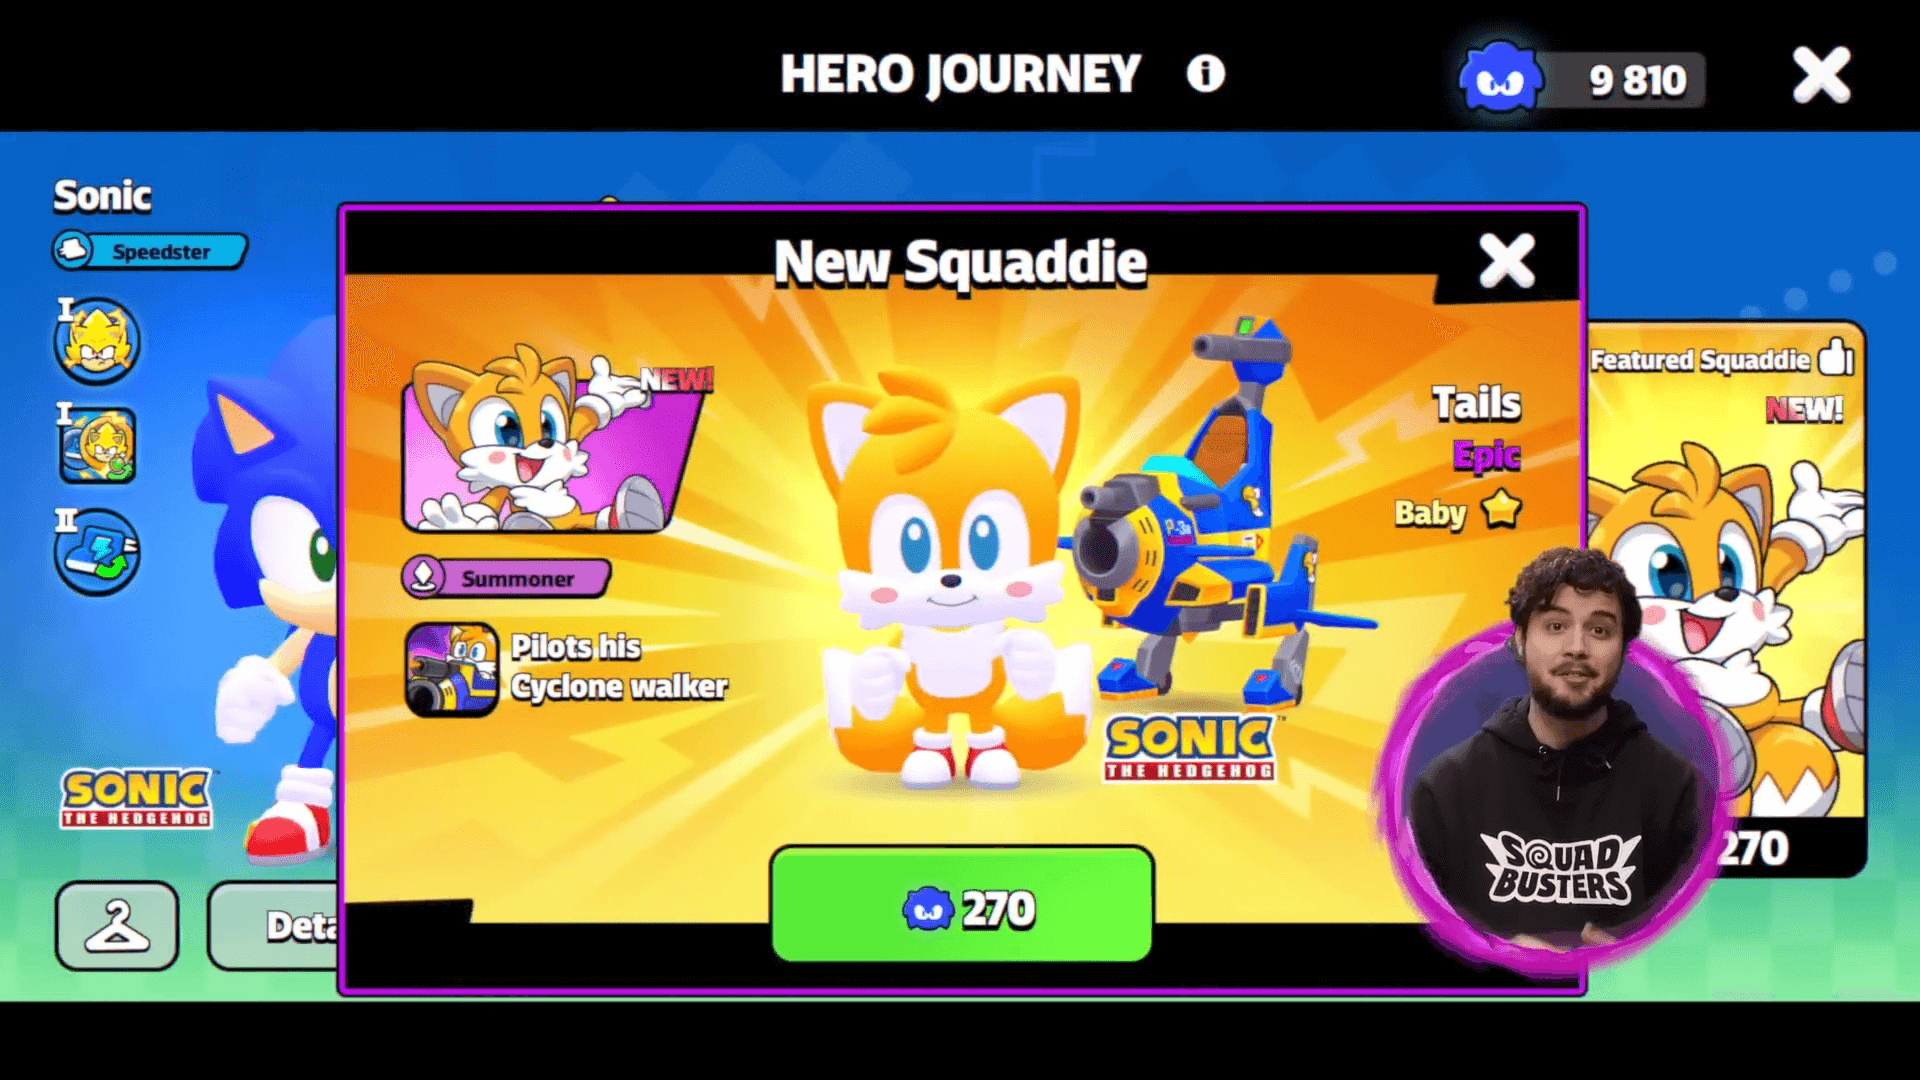 HERO JOURNEY
9 810
Sonic
Speedster
I
I
II
SONIC
THE HEDGEHOG
Deta
New Squaddie
NEW!
Summoner
Pilots his
Cyclone walker
Tails
Epic
Baby
SONIC™
THE HEDGEHOG
270
Featured Squaddie
NEW!
270
SQUAD
BUSTERS